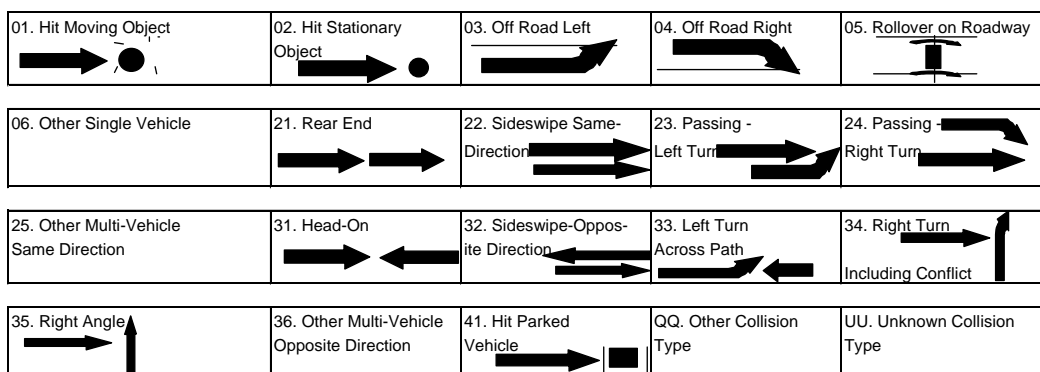 01. Hit Moving Object
02. Hit Stationary
Object
03. Off Road Left
04. Off Road Right
05. Rollover on Roadway
06. Other Single Vehicle
21. Rear End
22. Sideswipe Same-
Direction
23. Passing -
Left Turn
24. Passing -
Right Turn
25. Other Multi-Vehicle
Same Direction
31. Head-On
32. Sideswipe-Oppos-
ite Direction
33. Left Turn
Across Path
34. Right Turn
Including Conflict
35. Right Angle
36. Other Multi-Vehicle
Opposite Direction
41. Hit Parked
Vehicle
QQ. Other Collision
Type
UU. Unknown Collision
Type